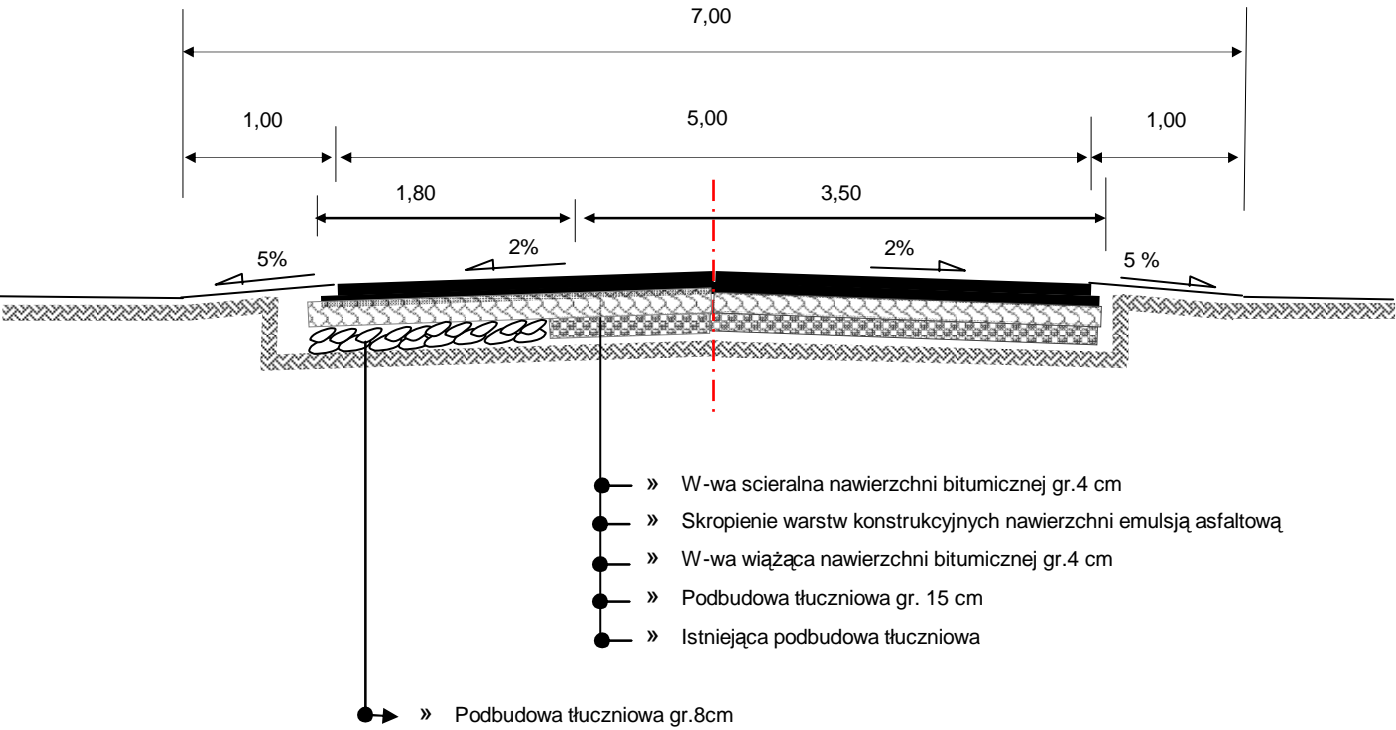 7,00
1,00
5,00
1,00
1,80
3,50
5%
2%
2%
5 %
» W-wa scieralna nawierzchni bitumicznej gr.4 cm
» Skropienie warstw konstrukcyjnych nawierzchni emulsją asfaltową
» W-wa wiążąca nawierzchni bitumicznej gr.4 cm
» Podbudowa tłuczniowa gr. 15 cm
» Istniejąca podbudowa tłuczniowa
» Podbudowa tłuczniowa gr.8cm